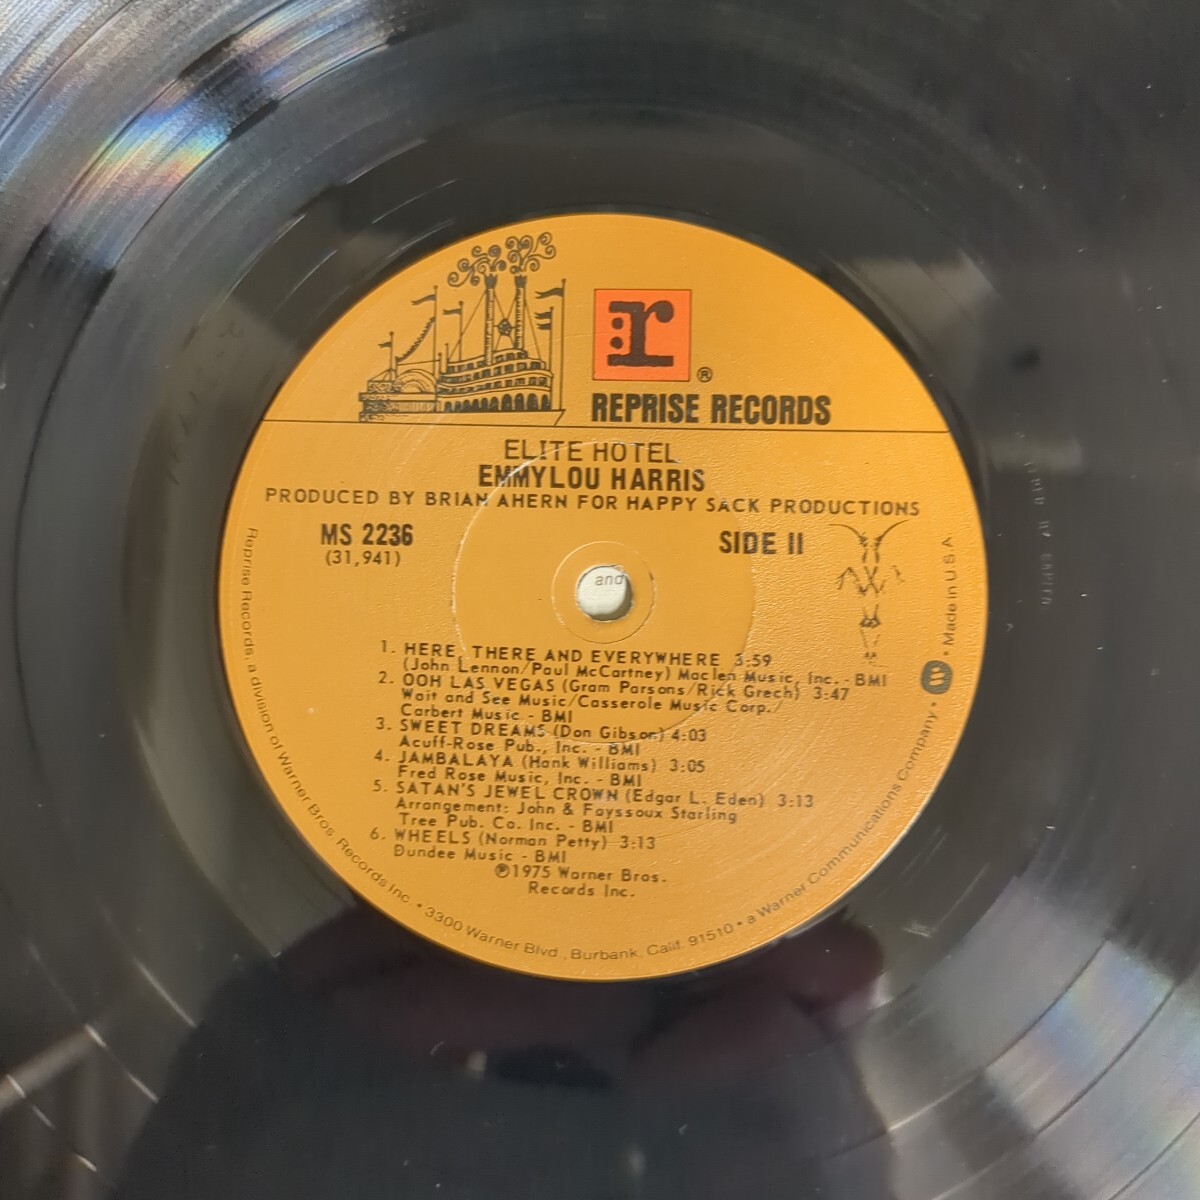 r
®
REPRISE RECORDS
ELITE HOTEL
EMMYLOU HARRIS
PRODUCED BY BRIAN AHERN FOR HAPPY SACK PRODUCTIONS
MS 2236
(31,941)
SIDE II
and
1. HERE, THERE AND EVERYWHERE 3:59
(John Lennon/Paul McCartney) Maclen Music, Inc. - BMI
2. OOH LAS VEGAS (Gram Parsons/Rick Grech) 3:47
Wait and See Music/Casserole Music Corp./
Carbert Music - BMI
3. SWEET DREAMS (Don Gibson) 4:03
Acuff-Rose Pub., Inc. - BMI
4. JAMBALAYA (Hank Williams) 3:05
Fred Rose Music, Inc. - BMI
5. SATAN'S JEWEL CROWN (Edgar L. Eden) 3:13
Arrangement: John & Fayssoux Starling
Tree Pub. Co. Inc. - BMI
6. WHEELS (Norman Petty) 3:13
Dundee Music - BMI
℗1975 Warner Bros.
Records Inc.
Reprise Records, a division of Warner Bros. Records Inc. • 3300 Warner Blvd., Burbank, Calif. 91510 • a Warner Communications Company • Made in U.S.A.